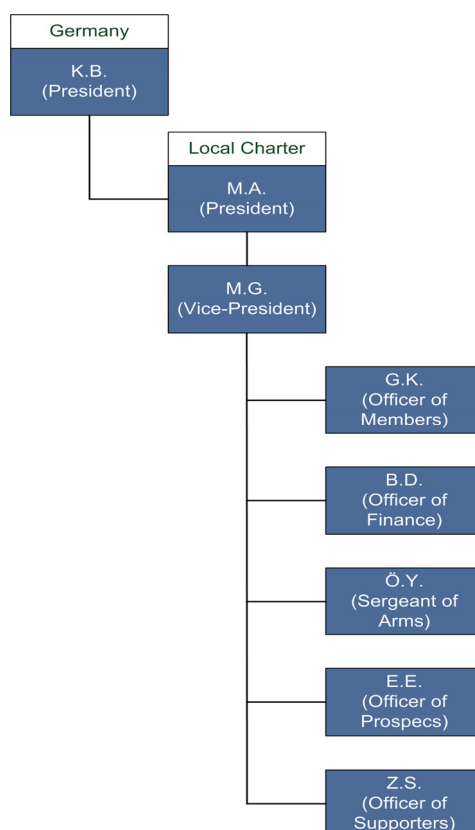 Germany
K.B.
(President)
Local Charter
M.A.
(President)
M.G.
(Vice-President)
G.K.
(Officer of
Members)
B.D.
(Officer of
Finance)
Ö.Y.
(Sergeant of
Arms)
E.E.
(Officer of
Prospecs)
Z.S.
(Officer of
Supporters)